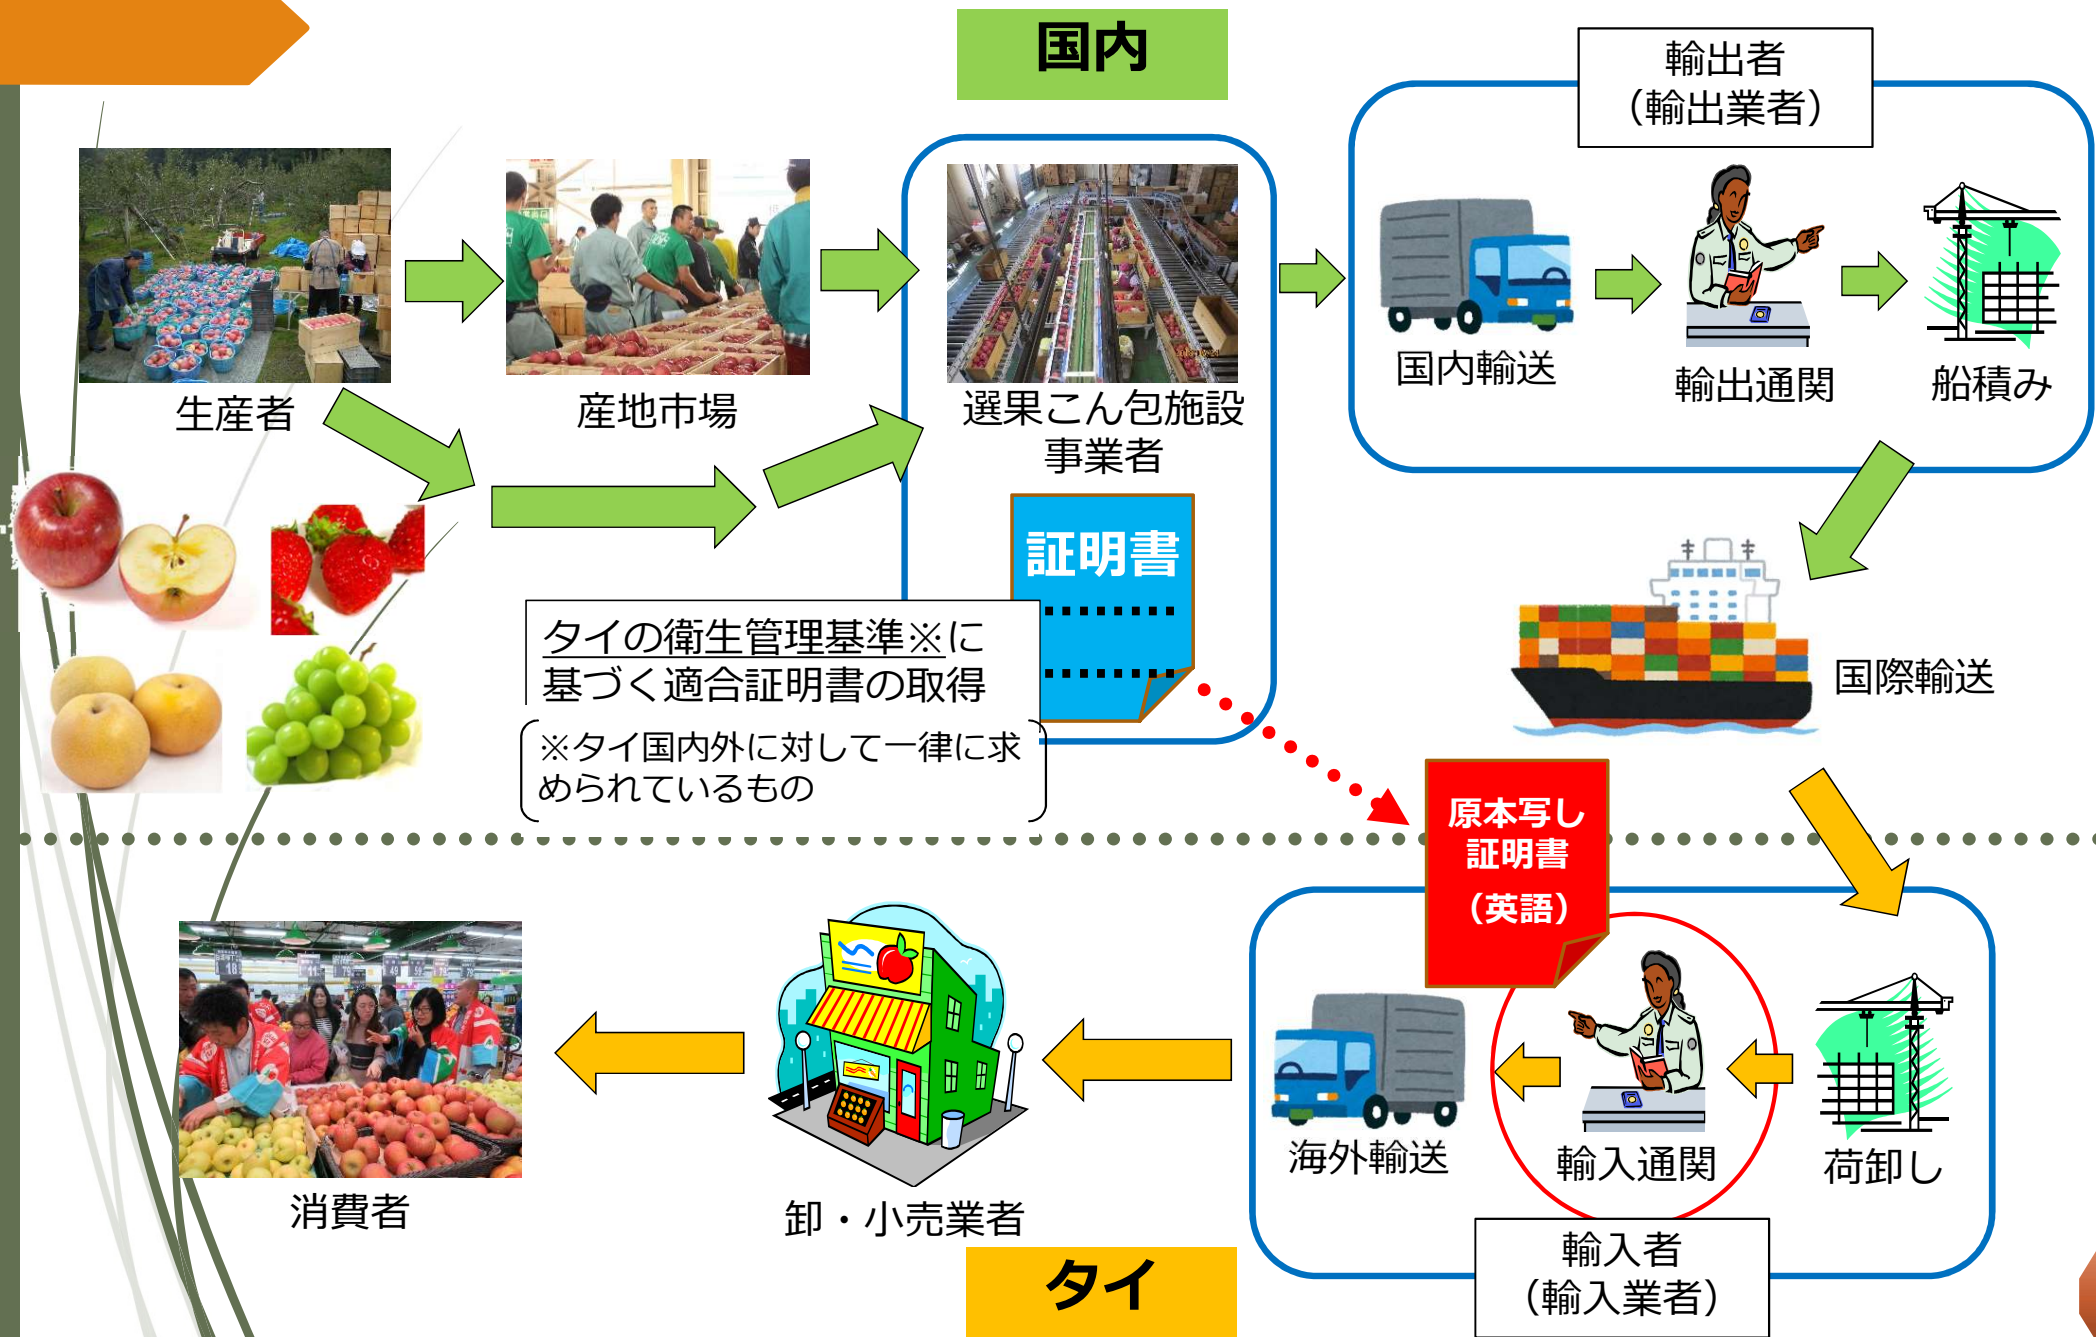 国内
輸出者
（輸出業者）
生産者
産地市場
選果こん包施設
事業者
国内輸送
輸出通関
船積み
証明書
タイの衛生管理基準※に
基づく適合証明書の取得
※タイ国内外に対して一律に求
められているもの
国際輸送
原本写し
証明書
（英語）
消費者
卸・小売業者
海外輸送
輸入通関
荷卸し
輸入者
（輸入業者）
タイ